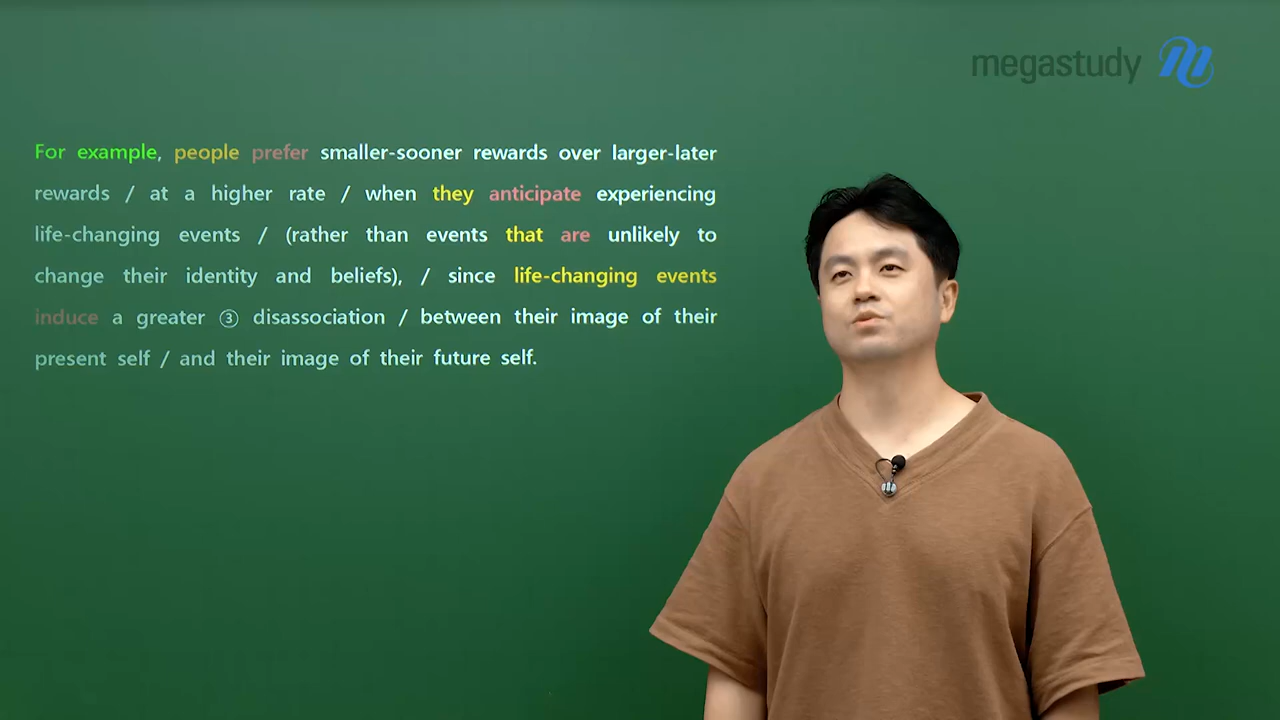 megastudy
For example, people prefer smaller-sooner rewards over larger-later
rewards / at a higher rate / when they anticipate experiencing
life-changing events / (rather than events that are unlikely to
change their identity and beliefs), / since life-changing events
induce a greater ③ disassociation / between their image of their
present self / and their image of their future self.